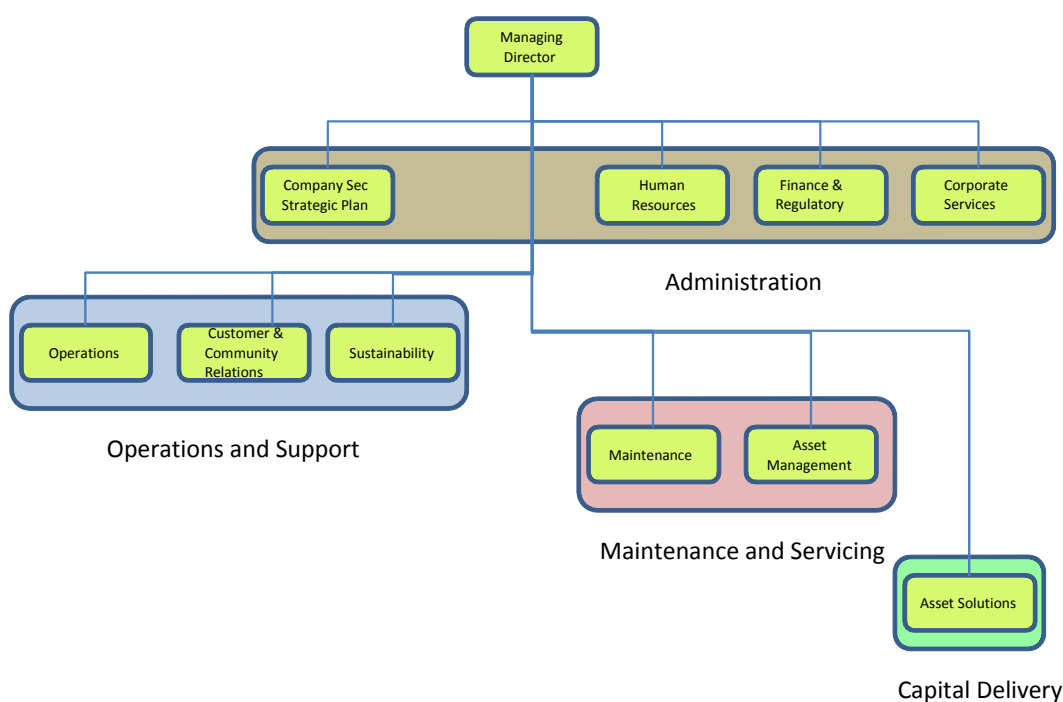 Managing
Director
Company Sec
Strategic Plan
Human
Resources
Finance &
Regulatory
Corporate
Services
Administration
Operations
Customer &
Community
Relations
Sustainability
Operations and Support
Maintenance
Asset
Management
Maintenance and Servicing
Asset Solutions
Capital Delivery